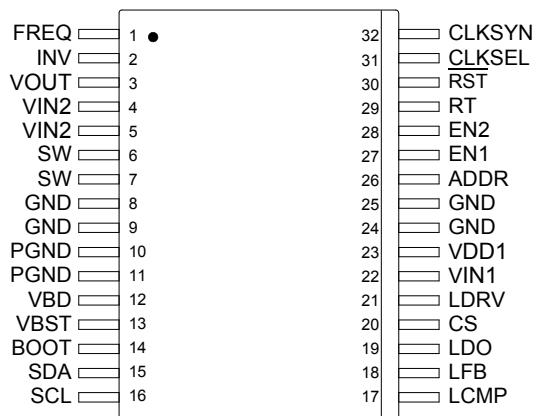 FREQ 1 32 CLKSYN
INV 2 31 CLKSEL
VOUT 3 30 RST
VIN2 4 29 RT
VIN2 5 28 EN2
SW 6 27 EN1
SW 7 26 ADDR
GND 8 25 GND
GND 9 24 GND
PGND 10 23 VDD1
PGND 11 22 VIN1
VBD 12 21 LDRV
VBST 13 20 CS
BOOT 14 19 LDO
SDA 15 18 LFB
SCL 16 17 LCMP